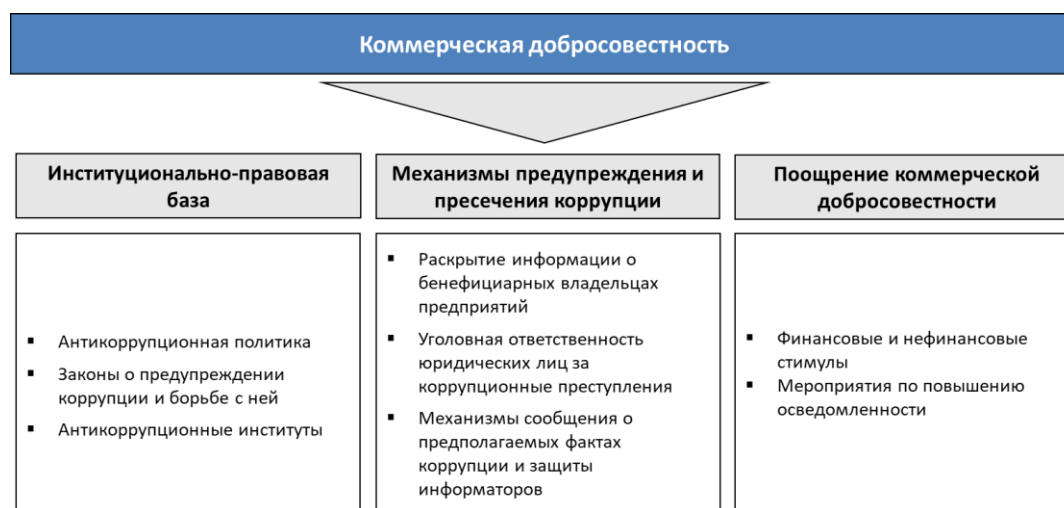 Коммерческая добросовестность
Институционально-правовая
база
▪ Антикоррупционная политика
▪ Законы о предупреждении
коррупции и борьбе с ней
▪ Антикоррупционные институты
Механизмы предупреждения и
пресечения коррупции
▪ Раскрытие информации о
бенефициарных владельцах
предприятий
▪ Уголовная ответственность
юридических лиц за
коррупционные преступления
▪ Механизмы сообщения о
предполагаемых фактах
коррупции и защиты
информаторов
Поощрение коммерческой
добросовестности
▪ Финансовые и нефинансовые
стимулы
▪ Мероприятия по повышению
осведомленности